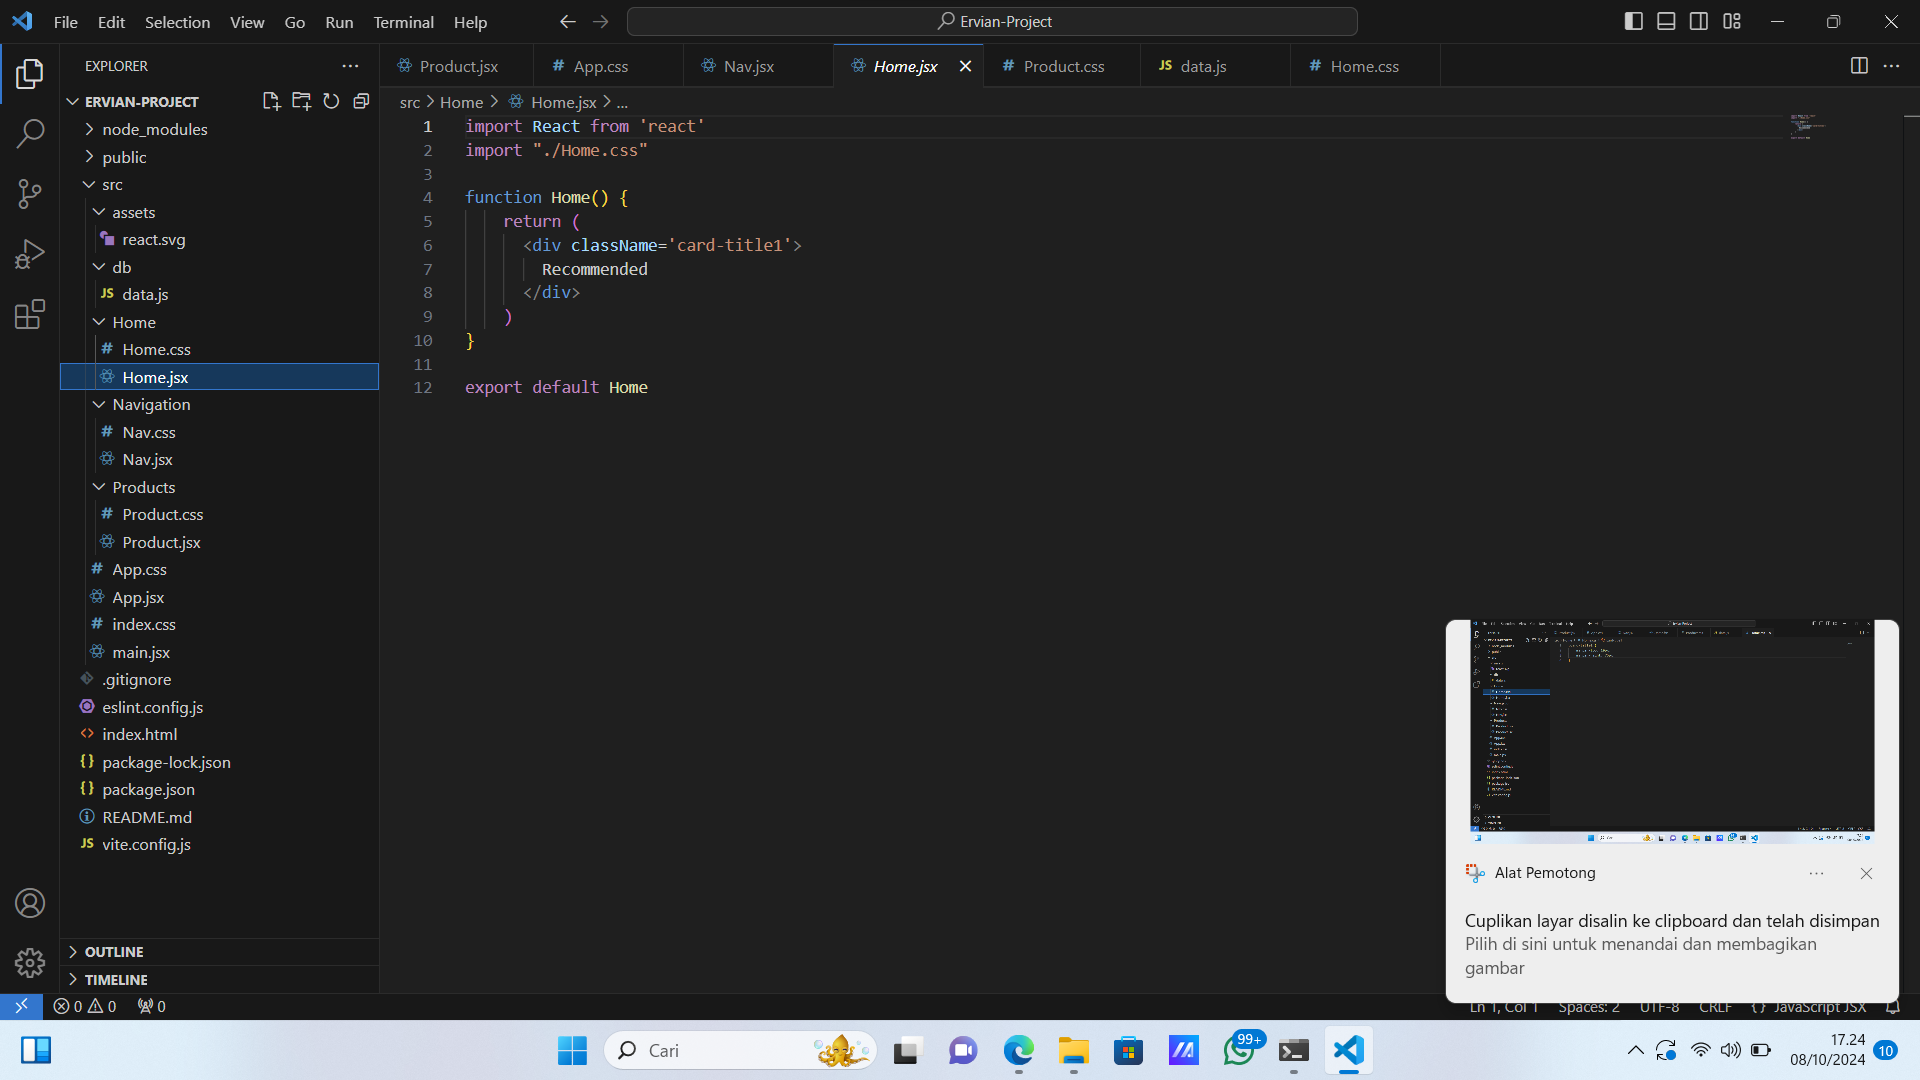 File Edit Selection View Go Run Terminal Help
Ervian-Project
EXPLORER
ERVIAN-PROJECT
node_modules
public
src
assets
react.svg
db
JS data.js
Home
# Home.css
Home.jsx
Navigation
# Nav.css
Nav.jsx
Products
# Product.css
Product.jsx
# App.css
App.jsx
# index.css
main.jsx
.gitignore
eslint.config.js
<> index.html
{} package-lock.json
{} package.json
README.md
JS vite.config.js
OUTLINE
TIMELINE
Product.jsx # App.css Nav.jsx Home.jsx # Product.css JS data.js # Home.css
src > Home > Home.jsx > ...
1 import React from 'react'
2 import "./Home.css"
3
4 function Home() {
5 return (
6 <div className='card-title1'>
7 Recommended
8 </div>
9 )
10 }
11
12 export default Home
Alat Pemotong
Cuplikan layar disalin ke clipboard dan telah disimpan
Pilih di sini untuk menandai dan membagikan
gambar
0 0 0
Ln 1, Col 1 Spaces: 2 UTF-8 CRLF {} JavaScript JSX
Cari
99+
17.24
08/10/2024
10